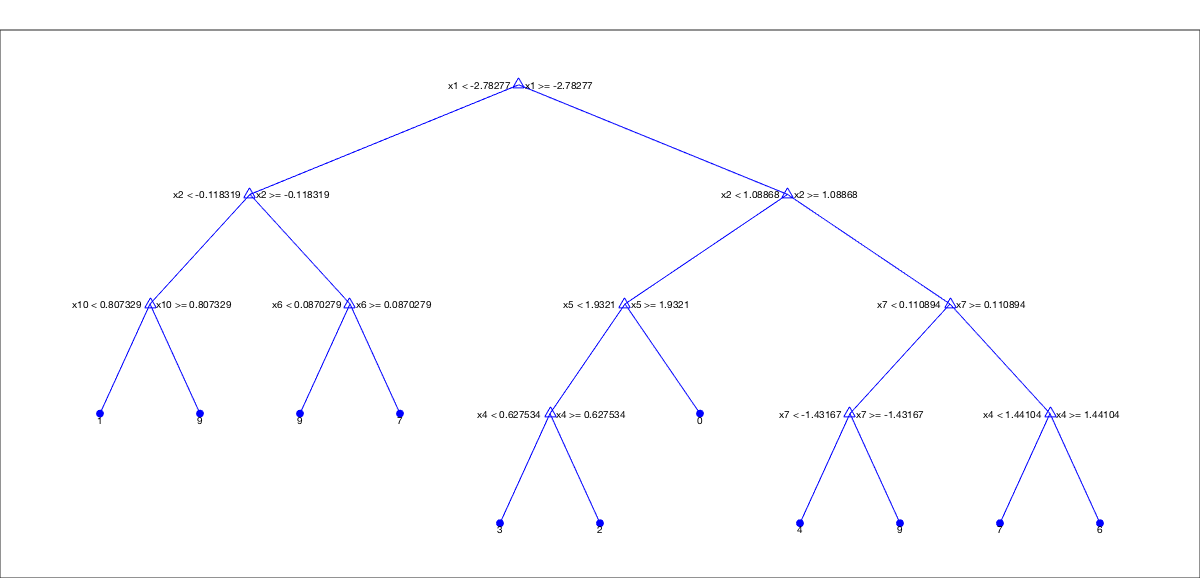 x1 < -2.78277 x1 >= -2.78277
x2 < -0.118319 x2 >= -0.118319 x2 < 1.08868 x2 >= 1.08868
x10 < 0.807329 x10 >= 0.807329 x6 < 0.0870279 x6 >= 0.0870279 x5 < 1.9321 x5 >= 1.9321 x7 < 0.110894 x7 >= 0.110894
x4 < 0.627534 x4 >= 0.627534 x7 < -1.43167 x7 >= -1.43167 x4 < 1.44104 x4 >= 1.44104
1 9 9 7 0
3 2 4 9 7 6